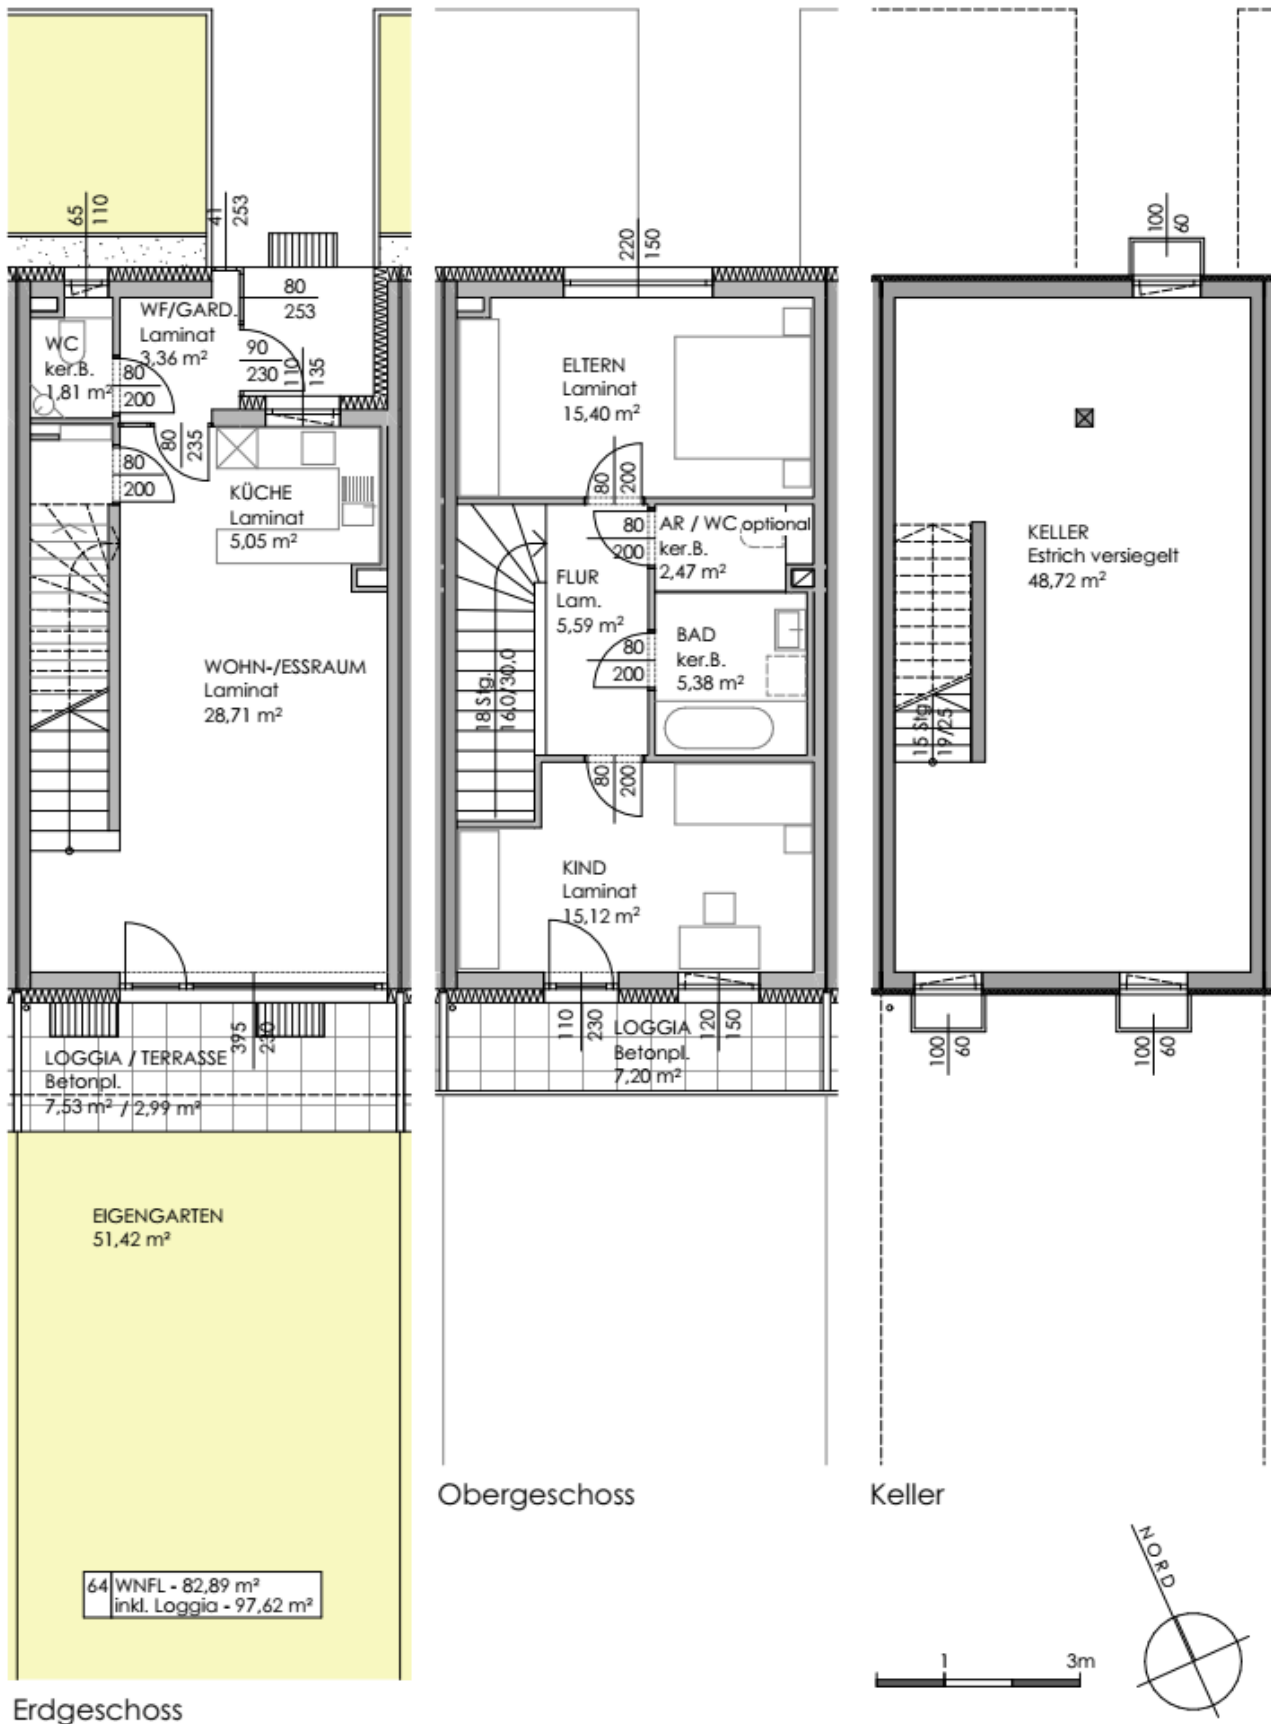 65
110
41
253
WF/GARD.
Laminat
3,36 m²
80
253
WC
ker.B.
1,81 m²
80
200
90
230
110
135
80
235
80
200
KÜCHE
Laminat
5,05 m²
WOHN-/ESSRAUM
Laminat
28,71 m²
395
230
LOGGIA / TERRASSE
Betonpl.
7,53 m² / 2,99 m²
EIGENGARTEN
51,42 m²
64 WNFL - 82,89 m²
inkl. Loggia - 97,62 m²
Erdgeschoss
220
150
ELTERN
Laminat
15,40 m²
80
200
80
200
AR / WC optional
ker.B.
2,47 m²
FLUR
Lam.
5,59 m²
80
200
BAD
ker.B.
5,38 m²
18 Stg.
16,0/30,0
80
200
KIND
Laminat
15,12 m²
110
230
120
150
LOGGIA
Betonpl.
7,20 m²
Obergeschoss
100
60
KELLER
Estrich versiegelt
48,72 m²
15 Stg.
19/25
100
60
100
60
Keller
NORD
1
3m